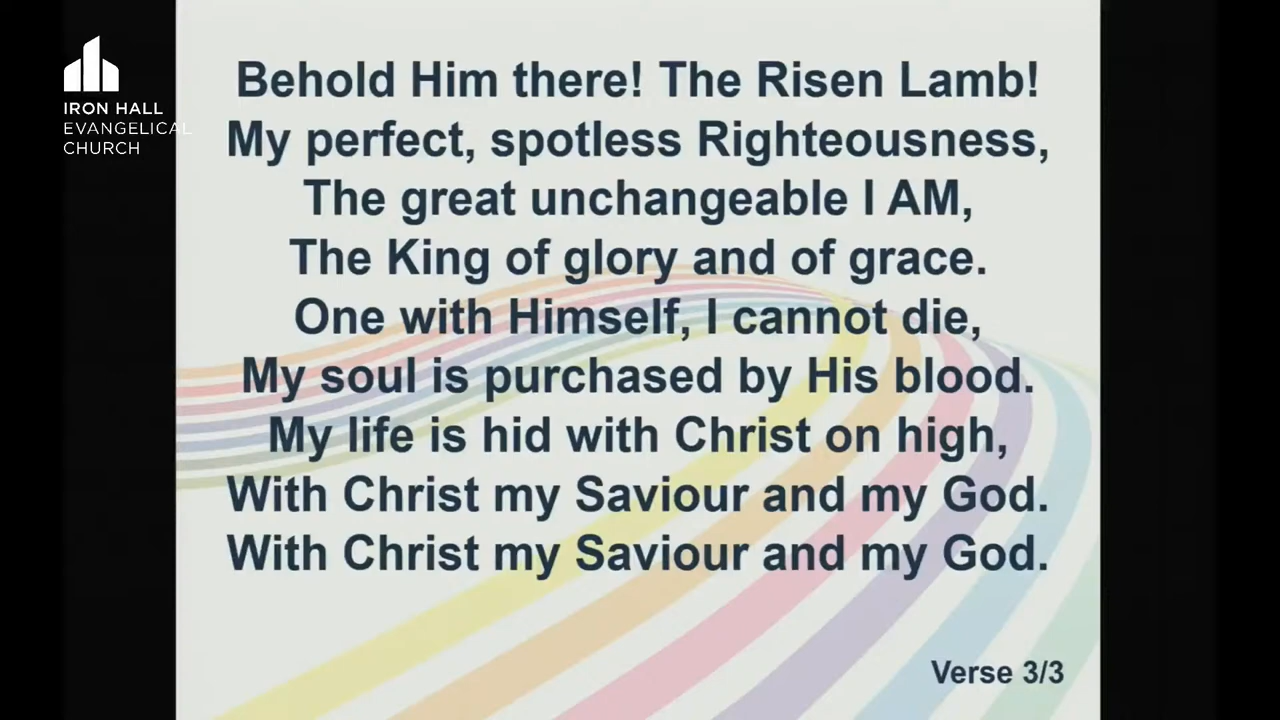 IRON HALL
EVANGELICAL
CHURCH
Behold Him there! The Risen Lamb!
My perfect, spotless Righteousness,
The great unchangeable I AM,
The King of glory and of grace.
One with Himself, I cannot die,
My soul is purchased by His blood.
My life is hid with Christ on high,
With Christ my Saviour and my God.
With Christ my Saviour and my God.
Verse 3/3